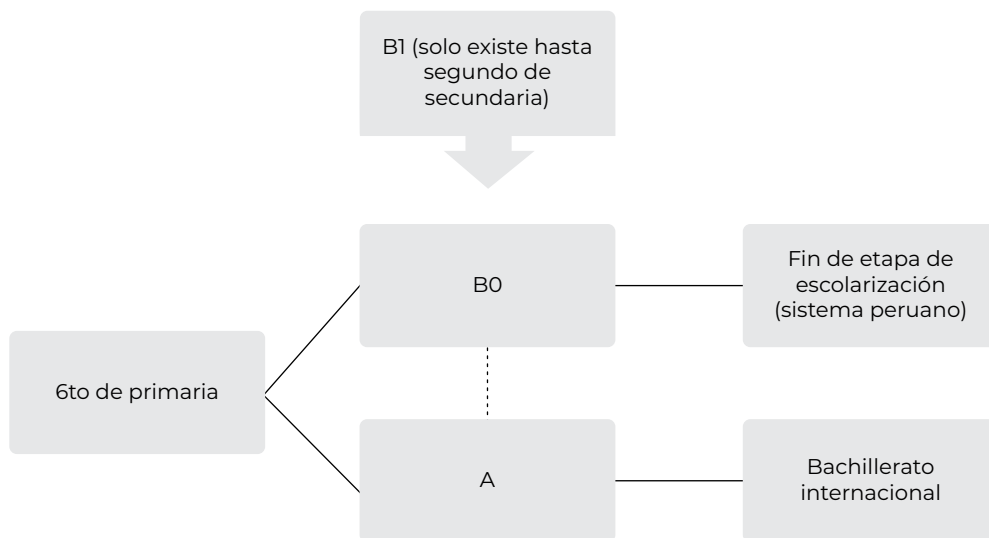 B1 (solo existe hasta
segundo de
secundaria)
B0
Fin de etapa de
escolarización
(sistema peruano)
6to de primaria
A
Bachillerato
internacional